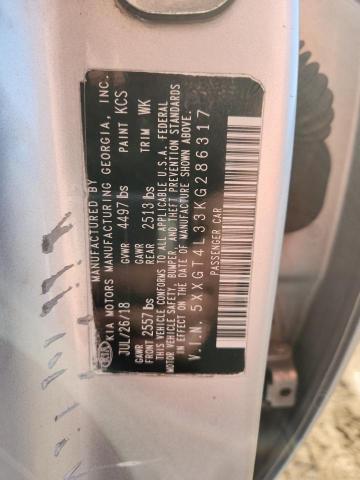 MANUFACTURED BY
KIA KIA MOTORS MANUFACTURING GEORGIA, INC.
JUL/26/18 GVWR 4497 lbs PAINT KCS
GAWR FRONT 2557 lbs GAWR REAR 2513 lbs TRIM WK
THIS VEHICLE CONFORMS TO ALL APPLICABLE U.S.A. FEDERAL
MOTOR VEHICLE SAFETY, BUMPER, AND THEFT PREVENTION STANDARDS
IN EFFECT ON THE DATE OF MANUFACTURE SHOWN ABOVE.
V.I.N. 5XXGT4L33KG286317
PASSENGER CAR